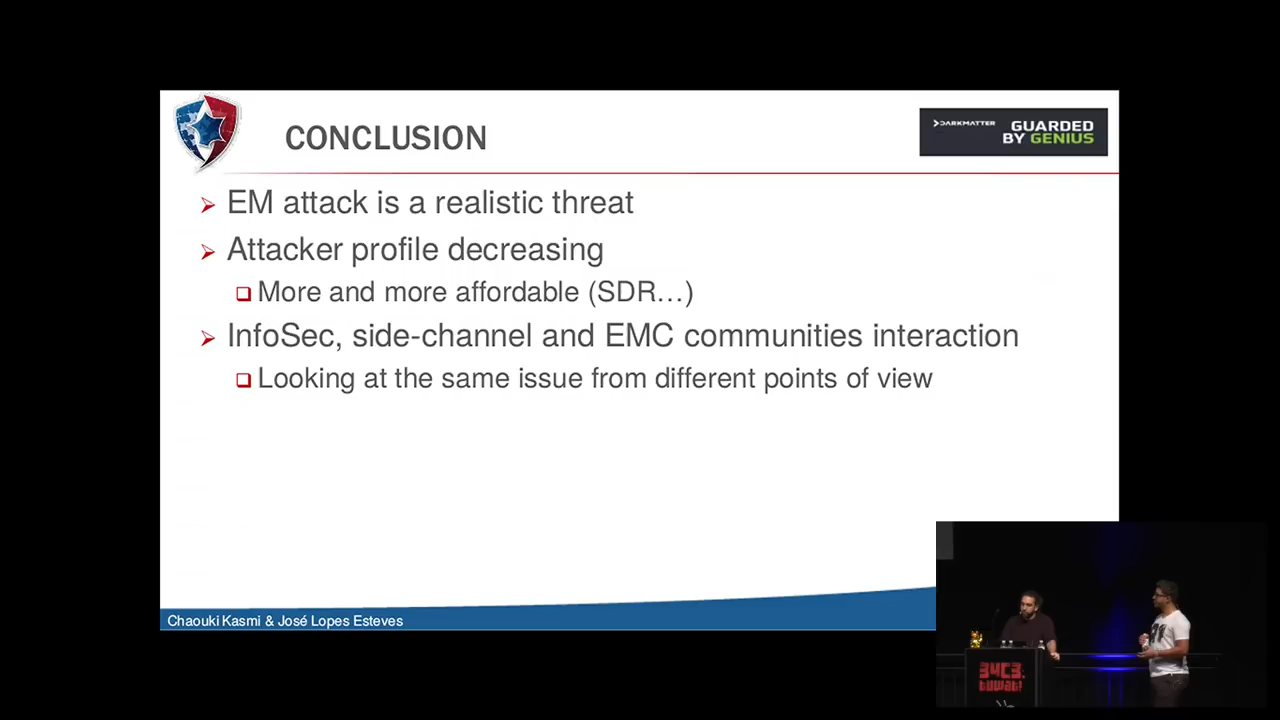 CONCLUSION
DARKMATTER
GUARDED
BY GENIUS
EM attack is a realistic threat
Attacker profile decreasing
More and more affordable (SDR…)
InfoSec, side-channel and EMC communities interaction
Looking at the same issue from different points of view
Chaouki Kasmi & José Lopes Esteves
34C3:
tuwat!